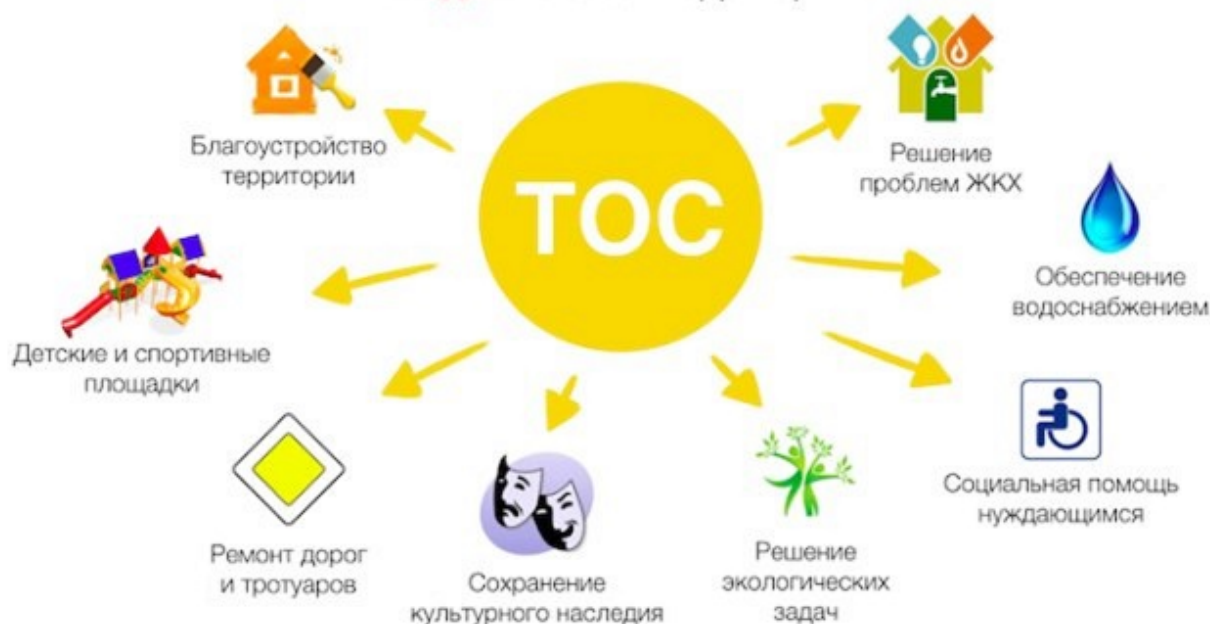 ТОС
Благоустройство
территории
Решение
проблем ЖКХ
Обеспечение
водоснабжением
Детские и спортивные
площадки
Социальная помощь
нуждающимся
Ремонт дорог
и тротуаров
Сохранение
культурного наследия
Решение
экологических
задач